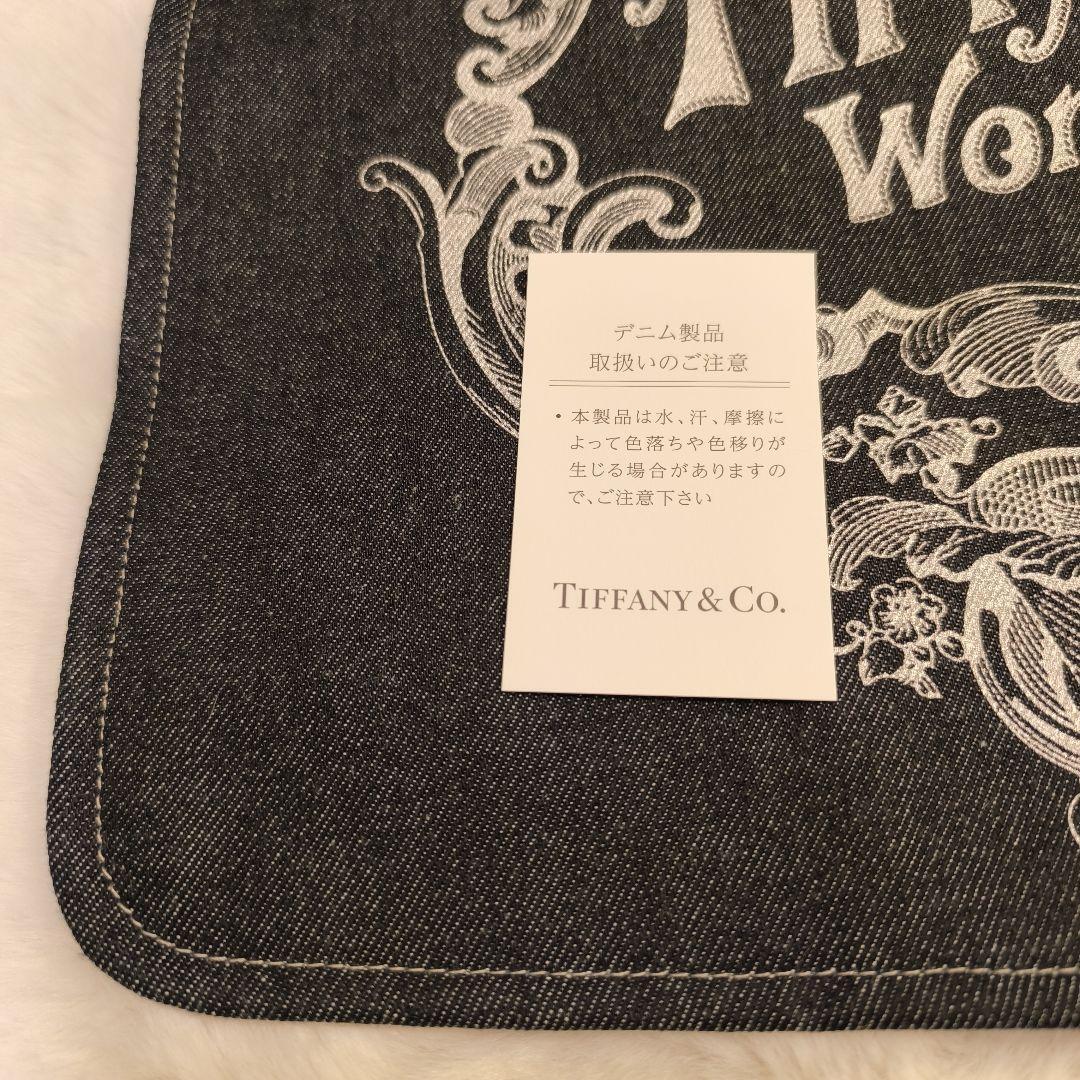 デニム製品
取扱いのご注意
• 本製品は水、汗、摩擦に
よって色落ちや色移りが
生じる場合がありますの
で、ご注意下さい
TIFFANY & CO.